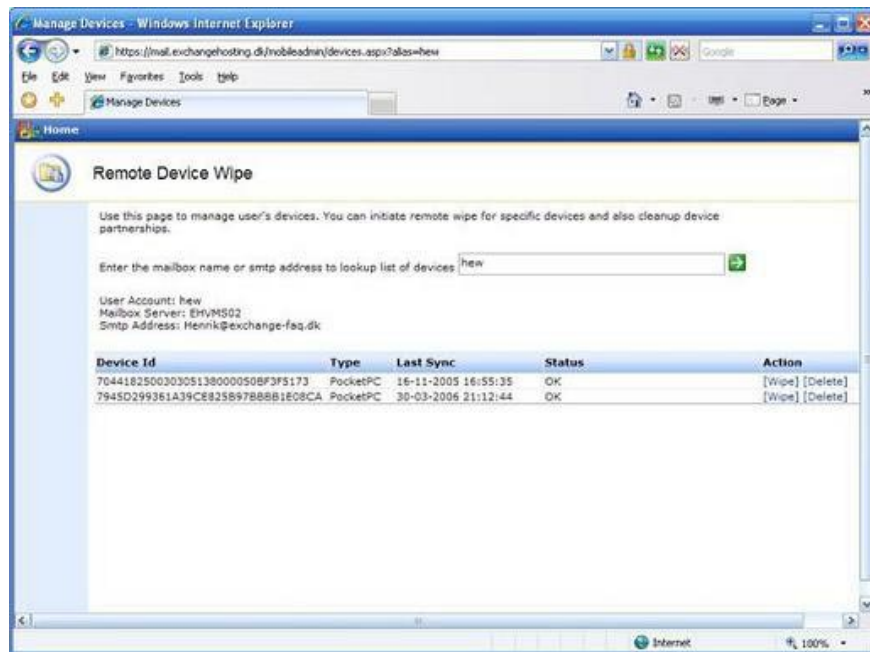 Manage Devices - Windows Internet Explorer
https://mail.exchangehosting.dk/mobileadmin/devices.aspx?alias=hew
Google
File Edit View Favorites Tools Help
Manage Devices
Page
Home
Remote Device Wipe
Use this page to manage user's devices. You can initiate remote wipe for specific devices and also cleanup device
partnerships.
Enter the mailbox name or smtp address to lookup list of devices hew
User Account: hew
Mailbox Server: EHVMS02
Smtp Address: Henrik@exchange-faq.dk
Device Id Type Last Sync Status Action
PocketPC 16-11-2005 16:55:35 OK [Wipe] [Delete]
PocketPC 30-03-2006 21:12:44 OK [Wipe] [Delete]
Internet 100%